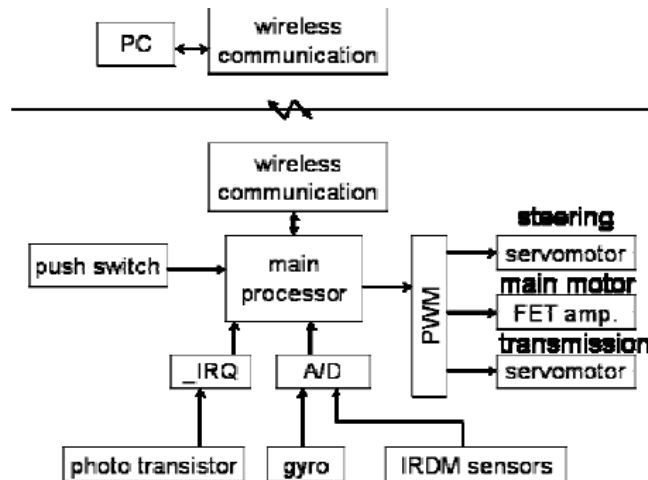 wireless
PC
communication
wireless
communication
steering
push switch
main
processor
servomotor
main motor
PWM
FET amp.
transmission
_IRQ
A/D
servomotor
photo transistor
gyro
IRDM sensors